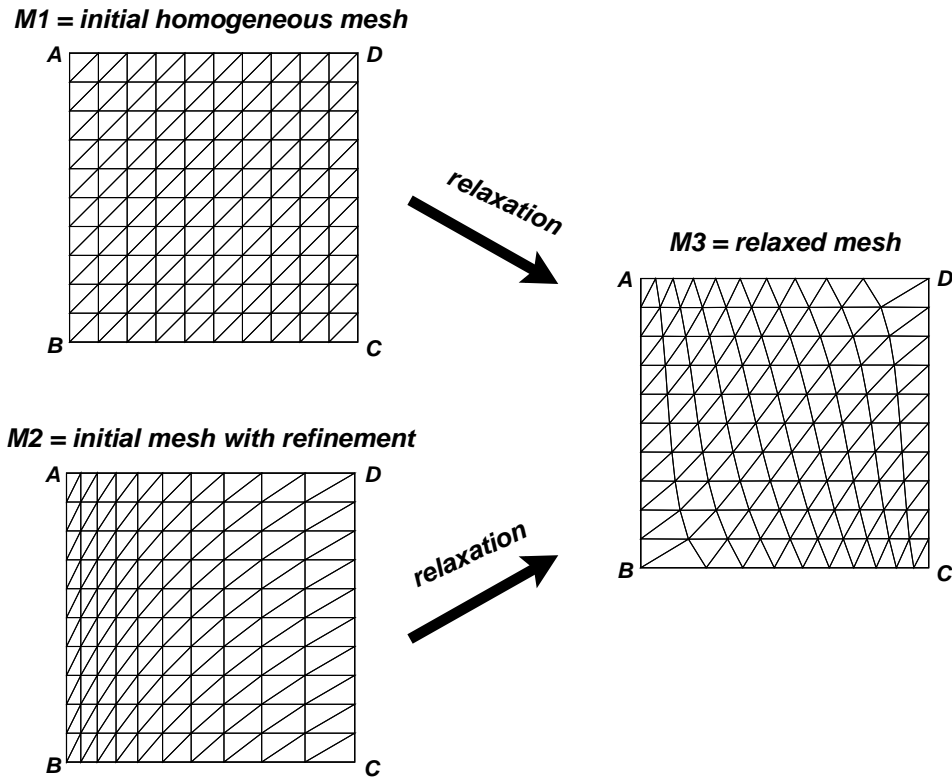 M1 = initial homogeneous mesh
A
D
B
C
relaxation
M3 = relaxed mesh
A
D
B
C
M2 = initial mesh with refinement
A
D
B
C
relaxation